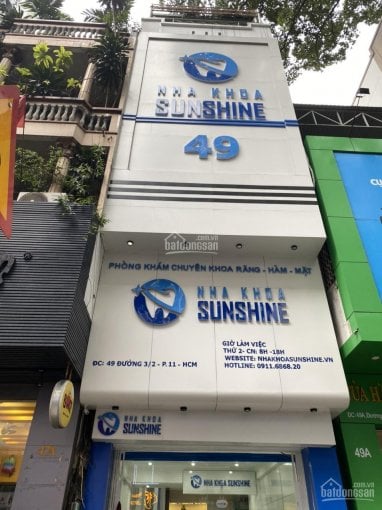 NHA KHOA
SUNSHINE
49
batdongsan
.com.vn
PHÒNG KHÁM CHUYÊN KHOA RĂNG - HÀM - MẶT
NHA KHOA
SUNSHINE
GIỜ LÀM VIỆC
THỨ 2- CN: 8H -18H
WEBSITE: NHAKHOASUNSHINE.VN
HOTLINE: 0911.6868.20
ĐC: 49 ĐƯỜNG 3/2 - P.11 - HCM
NHA KHOA
SUNSHINE
NHA KHOA SUNSHINE
47A
49A
batdongsan
.com.vn